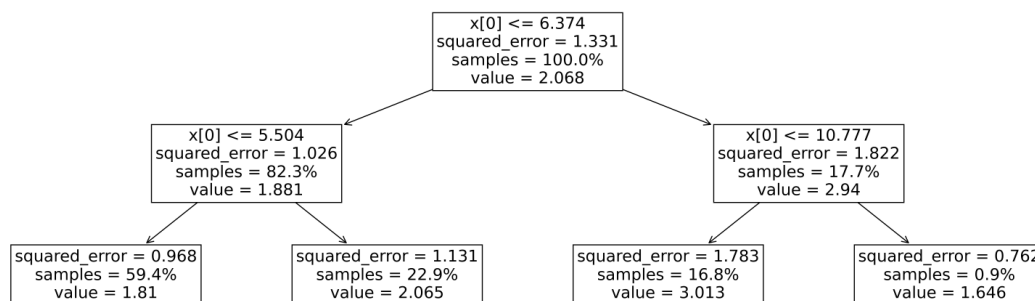 x[0] <= 6.374
squared_error = 1.331
samples = 100.0%
value = 2.068
x[0] <= 5.504
squared_error = 1.026
samples = 82.3%
value = 1.881
x[0] <= 10.777
squared_error = 1.822
samples = 17.7%
value = 2.94
squared_error = 0.968
samples = 59.4%
value = 1.81
squared_error = 1.131
samples = 22.9%
value = 2.065
squared_error = 1.783
samples = 16.8%
value = 3.013
squared_error = 0.762
samples = 0.9%
value = 1.646